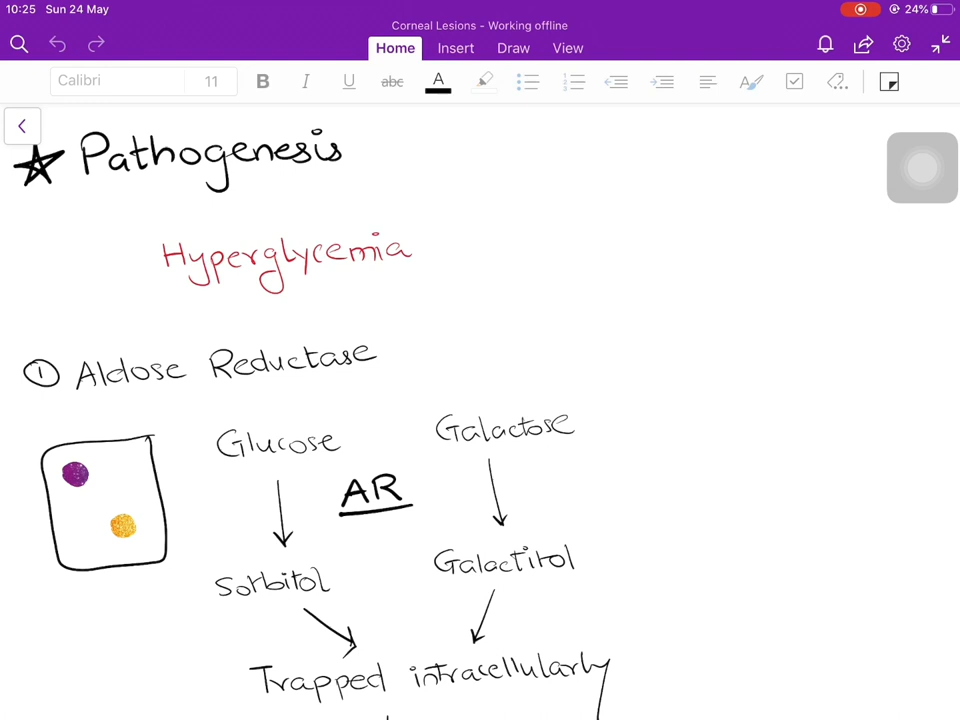 10:25 Sun 24 May
24%
Corneal Lesions - Working offline
Home Insert Draw View
Calibri 11 B I U abc A
Pathogenesis
Hyperglycemia
1 Aldose Reductase
Glucose Galactose
AR
Sorbitol Galactitol
Trapped intracellularly